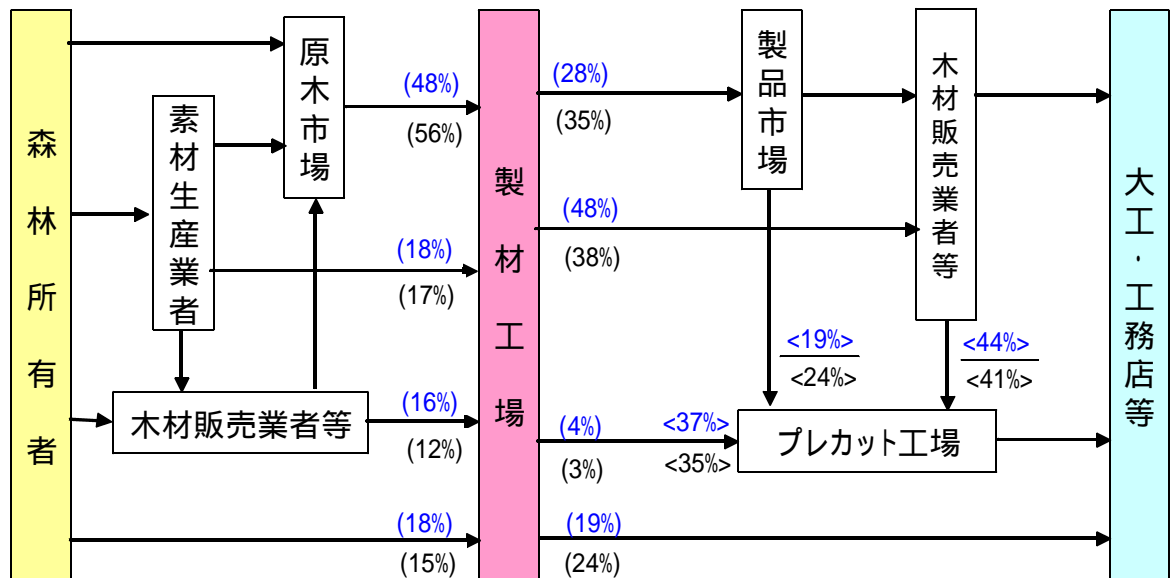 森林所有者
素材生産業者
原木市場
木材販売業者等
(48%)
(56%)
(18%)
(17%)
(16%)
(12%)
(18%)
(15%)
製材工場
(28%)
(35%)
(48%)
(38%)
(4%)
(3%)
<37%>
<35%>
(19%)
(24%)
製品市場
木材販売業者等
<19%>
<24%>
<44%>
<41%>
プレカット工場
大工・工務店等